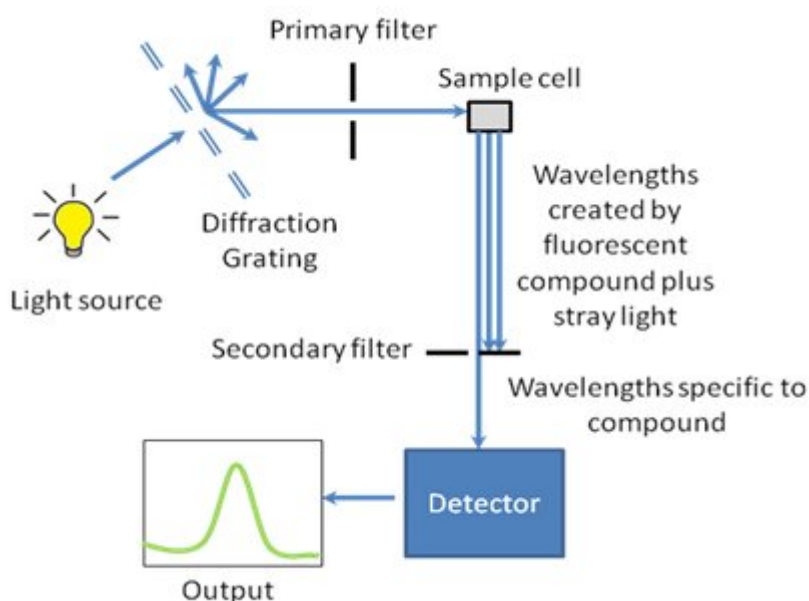 Primary filter
Sample cell
Diffraction
Grating
Light source
Wavelengths
created by
fluorescent
compound plus
stray light
Secondary filter
Wavelengths specific to
compound
Detector
Output